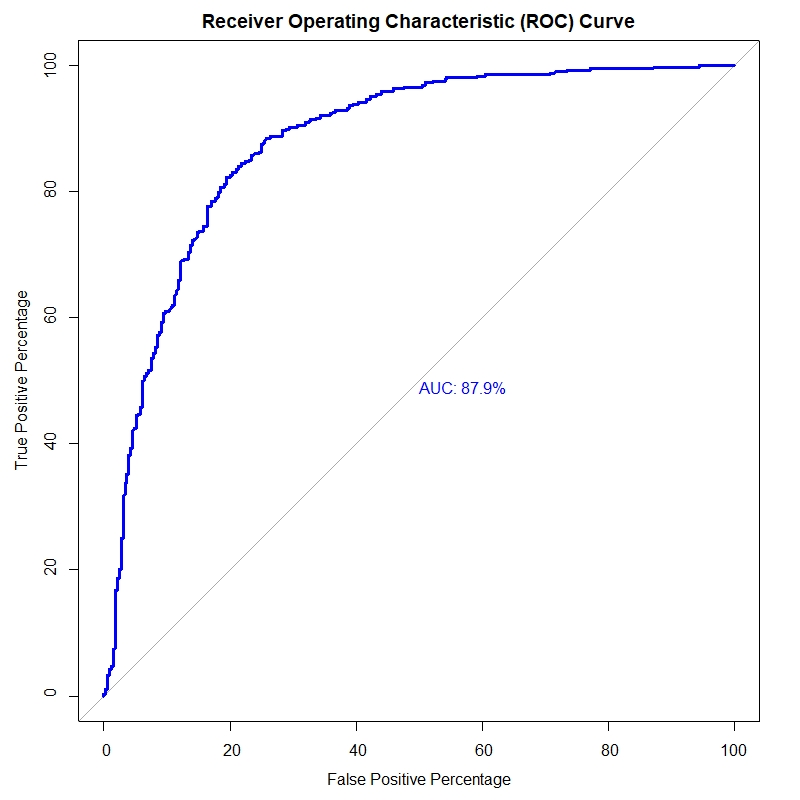 Receiver Operating Characteristic (ROC) Curve
100
80
60
40
20
0
True Positive Percentage
AUC: 87.9%
0 20 40 60 80 100
False Positive Percentage